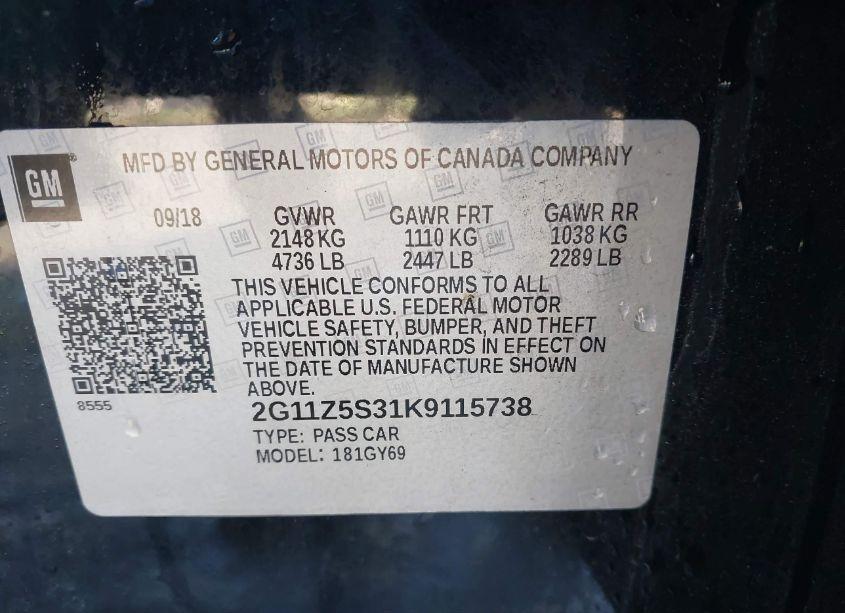 GM
MFD BY GENERAL MOTORS OF CANADA COMPANY
09/18 GVWR GAWR FRT GAWR RR
2148 KG 1110 KG 1038 KG
4736 LB 2447 LB 2289 LB
THIS VEHICLE CONFORMS TO ALL
APPLICABLE U.S. FEDERAL MOTOR
VEHICLE SAFETY, BUMPER, AND THEFT
PREVENTION STANDARDS IN EFFECT ON
THE DATE OF MANUFACTURE SHOWN
ABOVE.
8555
2G11Z5S31K9115738
TYPE: PASS CAR
MODEL: 181GY69